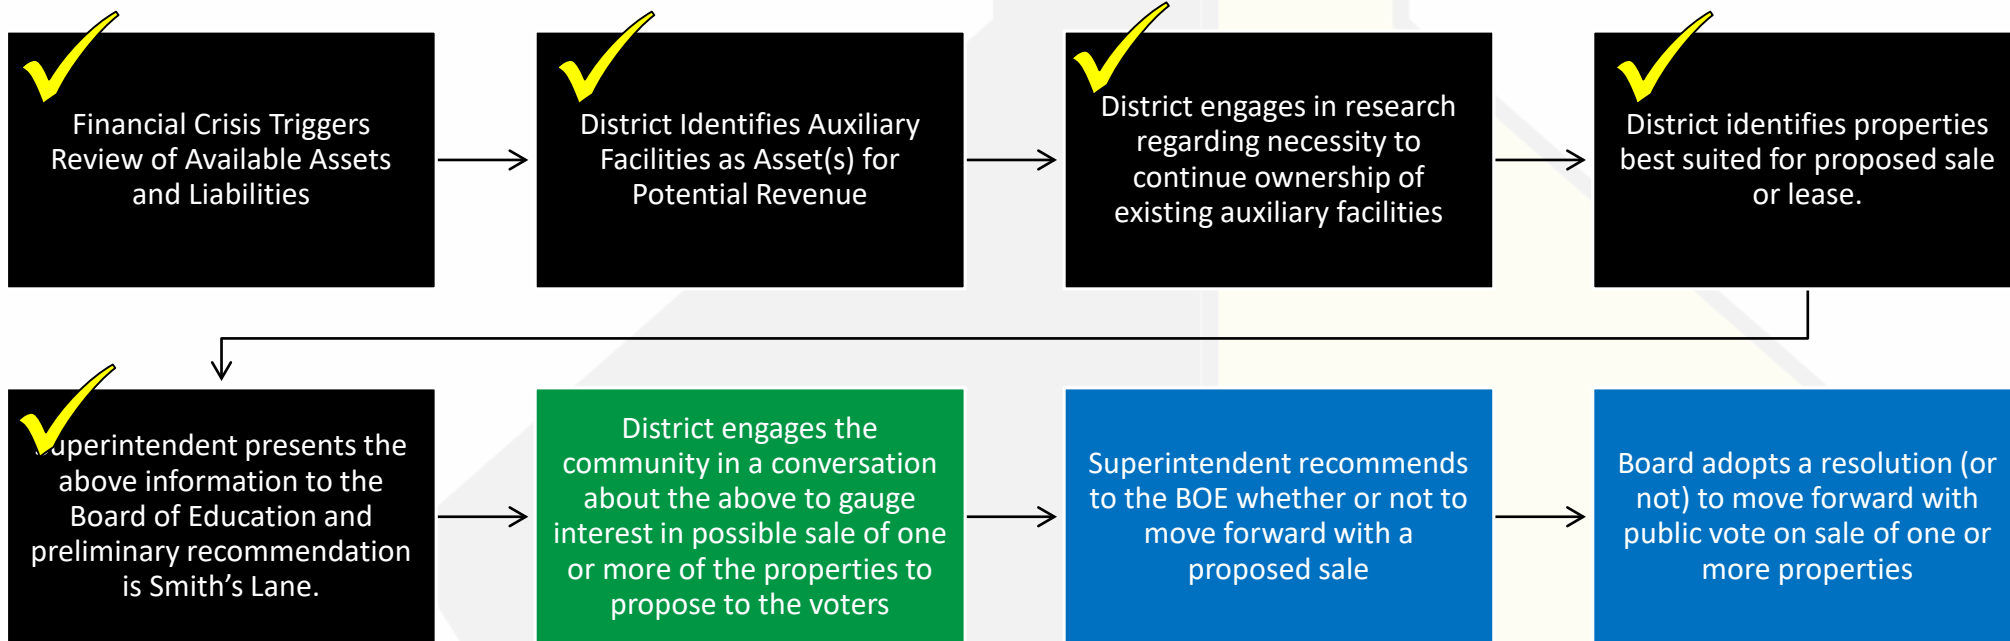 Financial Crisis Triggers
Review of Available Assets
and Liabilities
District Identifies Auxiliary
Facilities as Asset(s) for
Potential Revenue
District engages in research
regarding necessity to
continue ownership of
existing auxiliary facilities
District identifies properties
best suited for proposed sale
or lease.
Superintendent presents the
above information to the
Board of Education and
preliminary recommendation
is Smith’s Lane.
District engages the
community in a conversation
about the above to gauge
interest in possible sale of one
or more of the properties to
propose to the voters
Superintendent recommends
to the BOE whether or not to
move forward with a
proposed sale
Board adopts a resolution (or
not) to move forward with
public vote on sale of one or
more properties